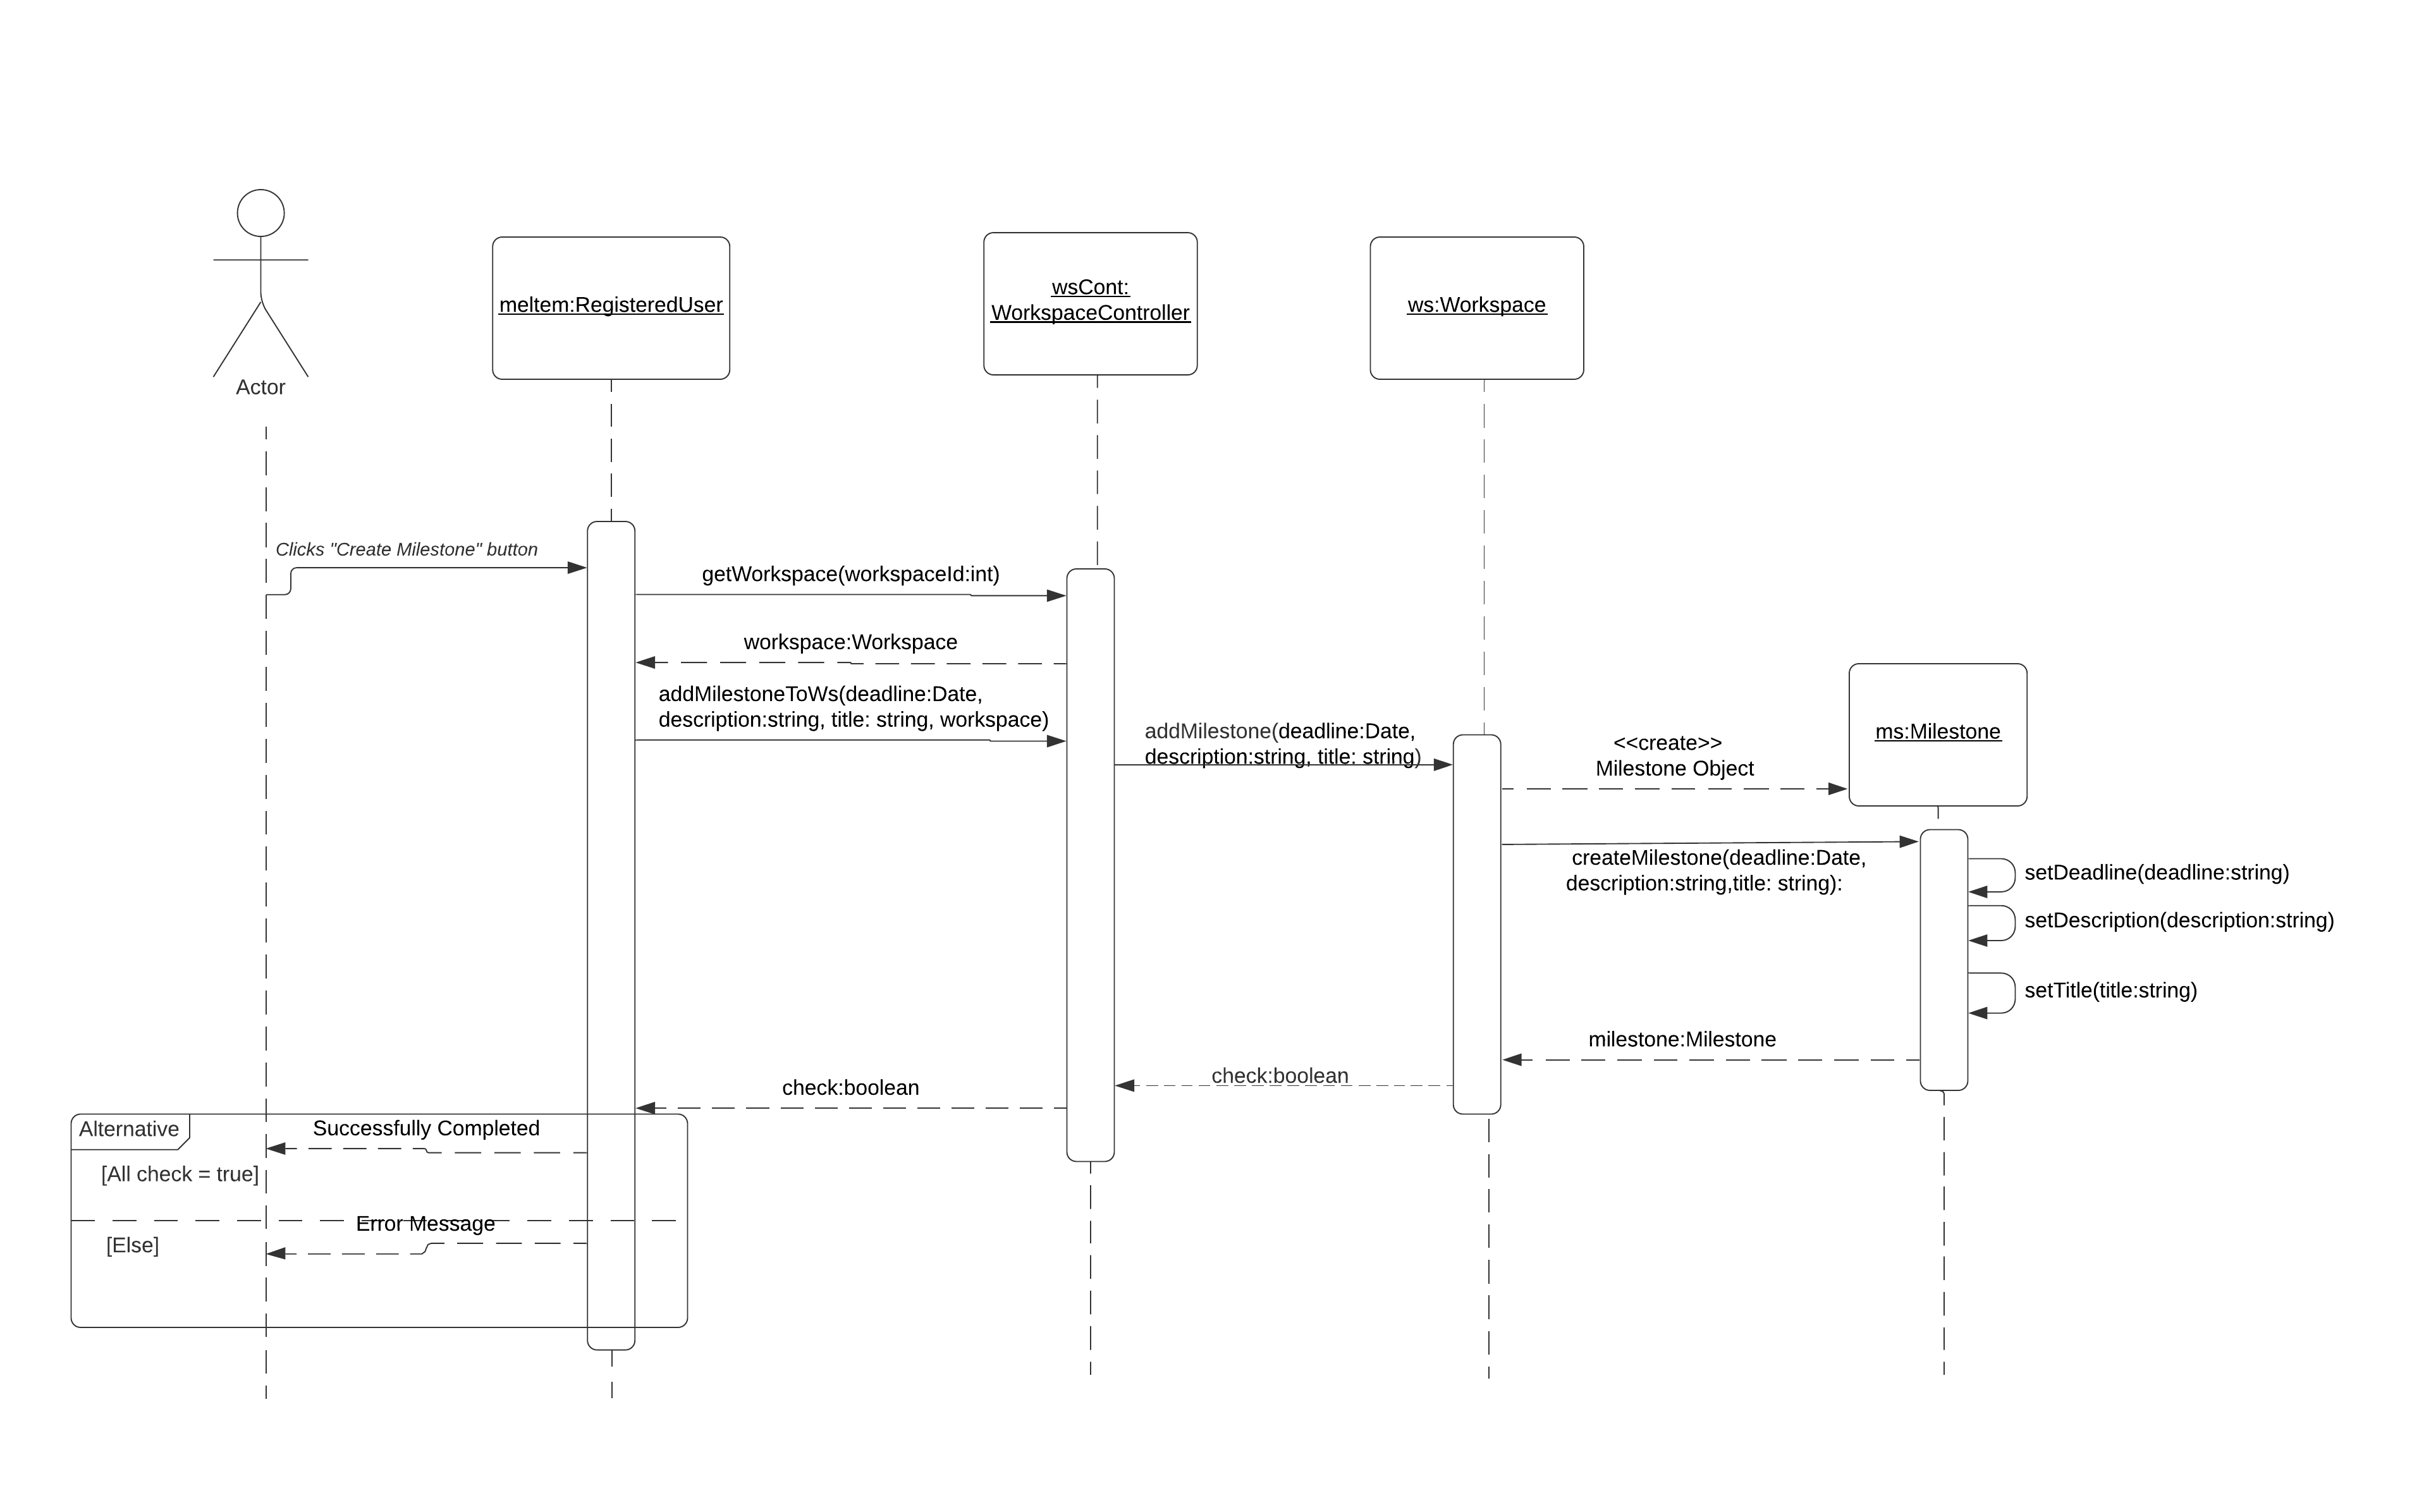 Actor
meltem:RegisteredUser
wsCont:
WorkspaceController
ws:Workspace
Clicks "Create Milestone" button
getWorkspace(workspaceId:int)
workspace:Workspace
addMilestoneToWs(deadline:Date,
description:string, title: string, workspace)
addMilestone(deadline:Date,
description:string, title: string)
<<create>>
Milestone Object
ms:Milestone
createMilestone(deadline:Date,
description:string,title: string):
setDeadline(deadline:string)
setDescription(description:string)
setTitle(title:string)
milestone:Milestone
check:boolean
check:boolean
Alternative
Successfully Completed
[All check = true]
Error Message
[Else]